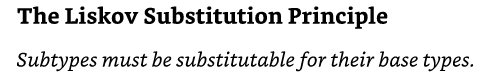 The Liskov Substitution Principle
Subtypes must be substitutable for their base types.